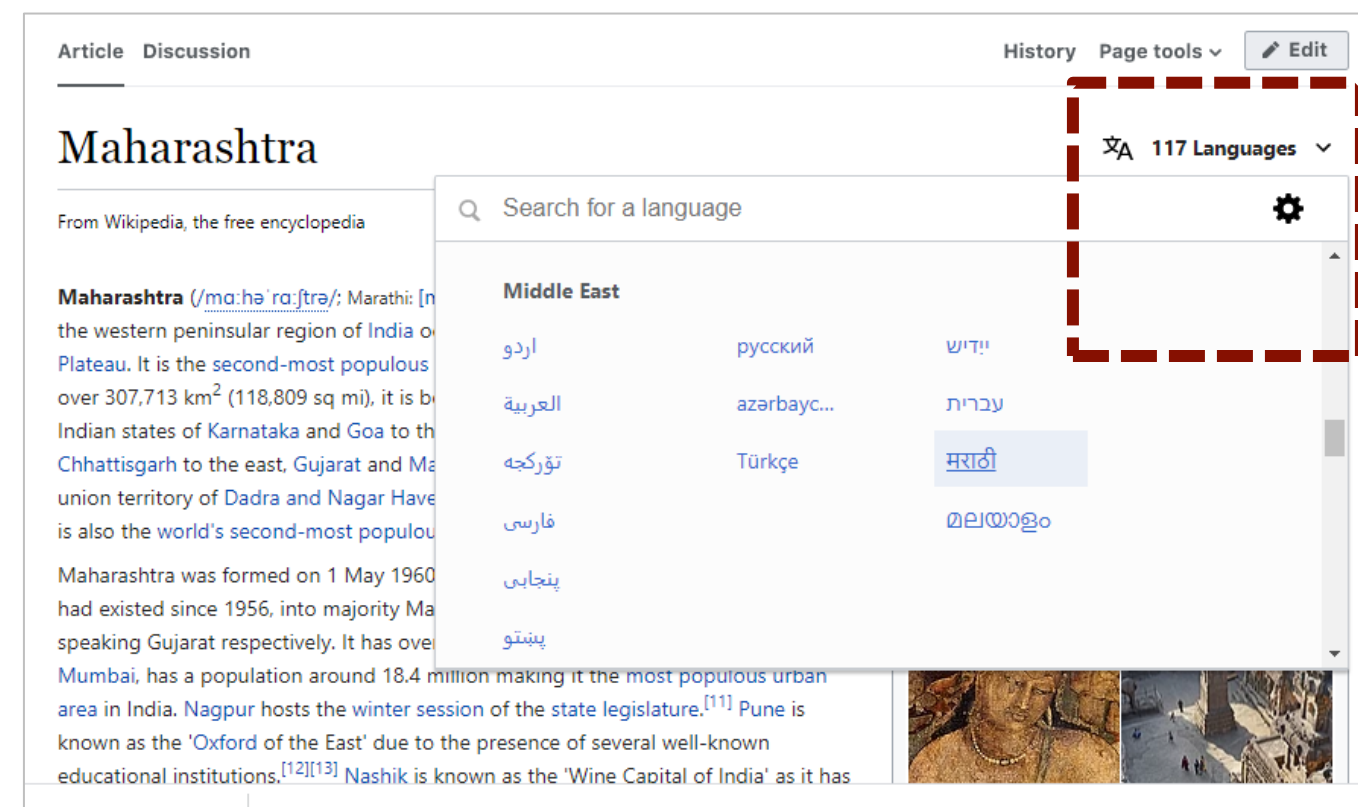 Article Discussion History Page tools Edit
Maharashtra
117 Languages
From Wikipedia, the free encyclopedia
Search for a language
Middle East
اردو русский ייִדיש
العربية azərbayc... עברית
تۆرکجه Türkçe मराठी
فارسی മലയാളം
پنجابی
پښتو
Maharashtra (/mɑːhəˈrɑːʃtrə/; Marathi: [
the western peninsular region of India
Plateau. It is the second-most populous
over 307,713 km² (118,809 sq mi), it is
Indian states of Karnataka and Goa to
Chhattisgarh to the east, Gujarat and
union territory of Dadra and Nagar
is also the world's second-most
Maharashtra was formed on 1 May 1960
had existed since 1956, into majority
speaking Gujarat respectively. It has
Mumbai, has a population around 18.4 million making it the most populous urban
area in India. Nagpur hosts the winter session of the state legislature.[11] Pune is
known as the 'Oxford of the East' due to the presence of several well-known
educational institutions.[12][13] Nashik is known as the 'Wine Capital of India' as it has